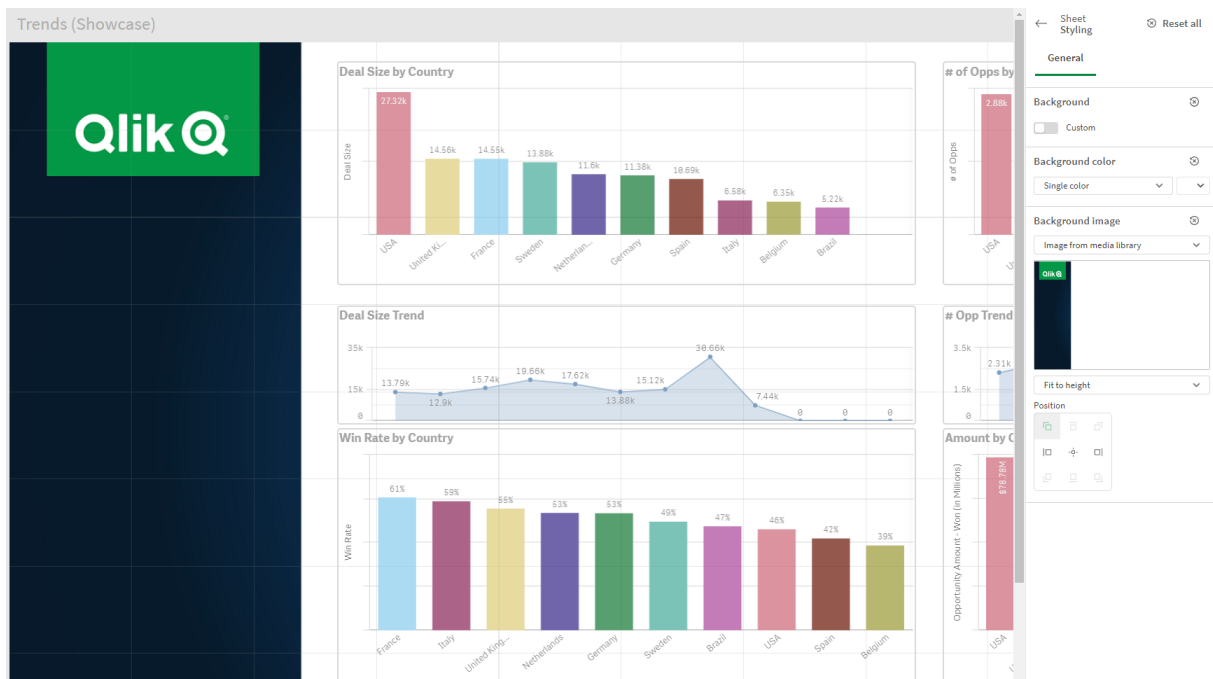 Trends (Showcase)
Qlik
Deal Size by Country
Deal Size
27.32k
14.56k
14.55k
13.88k
11.6k
11.38k
10.69k
6.58k
6.35k
5.22k
USA
United Ki...
France
Sweden
Netherlan...
Germany
Spain
Italy
Belgium
Brazil
# of Opps by
# of Opps
2.88k
USA
Deal Size Trend
35k
15k
0
13.79k
12.9k
15.74k
19.66k
17.62k
13.88k
15.12k
30.66k
7.44k
0
0
0
# Opp Trend
3.5k
1.5k
0
2.31k
Win Rate by Country
Win Rate
61%
59%
55%
53%
53%
49%
47%
46%
42%
39%
France
Italy
United King...
Netherlands
Germany
Sweden
Brazil
USA
Spain
Belgium
Amount by C
Opportunity Amount - Won (in Millions)
$78.78M
USA
Sheet
Styling
Reset all
General
Background
Custom
Background color
Single color
Background image
Image from media library
Qlik
Fit to height
Position